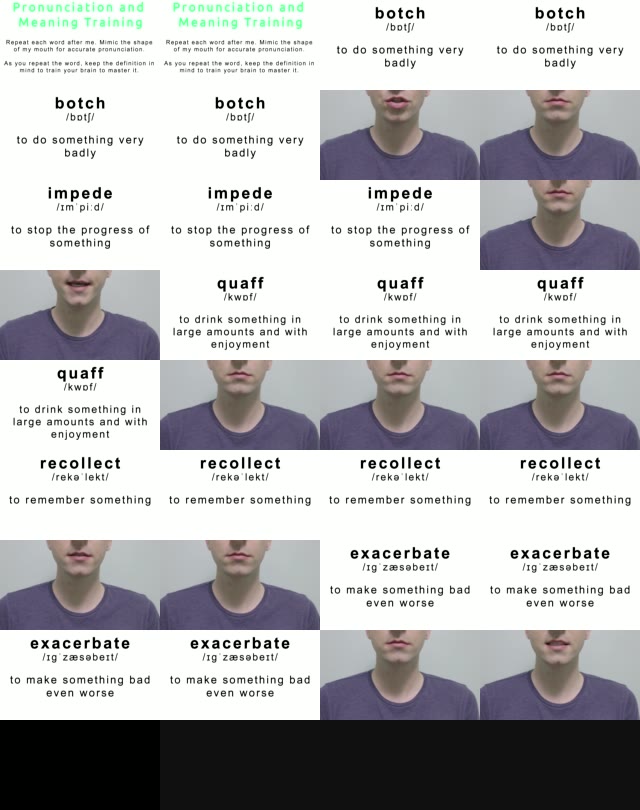 Pronunciation and
Meaning Training
Repeat each word after me. Mimic the shape
of my mouth for accurate pronunciation.
As you repeat the word, keep the definition in
mind to train your brain to master it.
Pronunciation and
Meaning Training
Repeat each word after me. Mimic the shape
of my mouth for accurate pronunciation.
As you repeat the word, keep the definition in
mind to train your brain to master it.
botch
/bɒtʃ/
to do something very
badly
botch
/bɒtʃ/
to do something very
badly
botch
/bɒtʃ/
to do something very
badly
botch
/bɒtʃ/
to do something very
badly
impede
/ɪmˈpiːd/
to stop the progress of
something
impede
/ɪmˈpiːd/
to stop the progress of
something
impede
/ɪmˈpiːd/
to stop the progress of
something
quaff
/kwɒf/
to drink something in
large amounts and with
enjoyment
quaff
/kwɒf/
to drink something in
large amounts and with
enjoyment
quaff
/kwɒf/
to drink something in
large amounts and with
enjoyment
quaff
/kwɒf/
to drink something in
large amounts and with
enjoyment
recollect
/rekəˈlekt/
to remember something
recollect
/rekəˈlekt/
to remember something
recollect
/rekəˈlekt/
to remember something
recollect
/rekəˈlekt/
to remember something
exacerbate
/ɪɡˈzæsəbeɪt/
to make something bad
even worse
exacerbate
/ɪɡˈzæsəbeɪt/
to make something bad
even worse
exacerbate
/ɪɡˈzæsəbeɪt/
to make something bad
even worse
exacerbate
/ɪɡˈzæsəbeɪt/
to make something bad
even worse